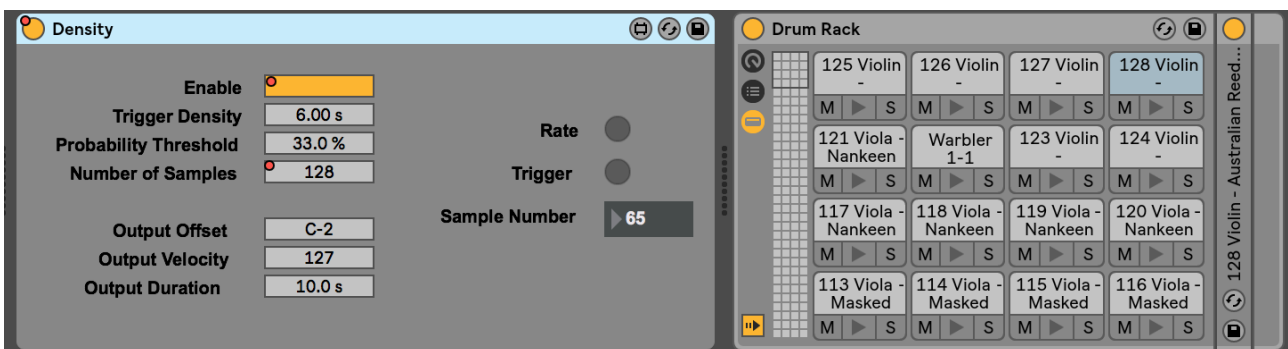 Density
Enable
Trigger Density 6.00 s
Probability Threshold 33.0 %
Number of Samples 128
Output Offset C-2
Output Velocity 127
Output Duration 10.0 s
Rate
Trigger
Sample Number 65
Drum Rack
125 Violin 126 Violin 127 Violin 128 Violin
- - - -
M S M S M S M S
121 Viola - Warbler 123 Violin 124 Violin
Nankeen 1-1 - -
M S M S M S M S
117 Viola - 118 Viola - 119 Viola - 120 Viola -
Nankeen Nankeen Nankeen Nankeen
M S M S M S M S
113 Viola - 114 Viola - 115 Viola - 116 Viola -
Masked Masked Masked Masked
M S M S M S M S
128 Violin - Australian Reed...